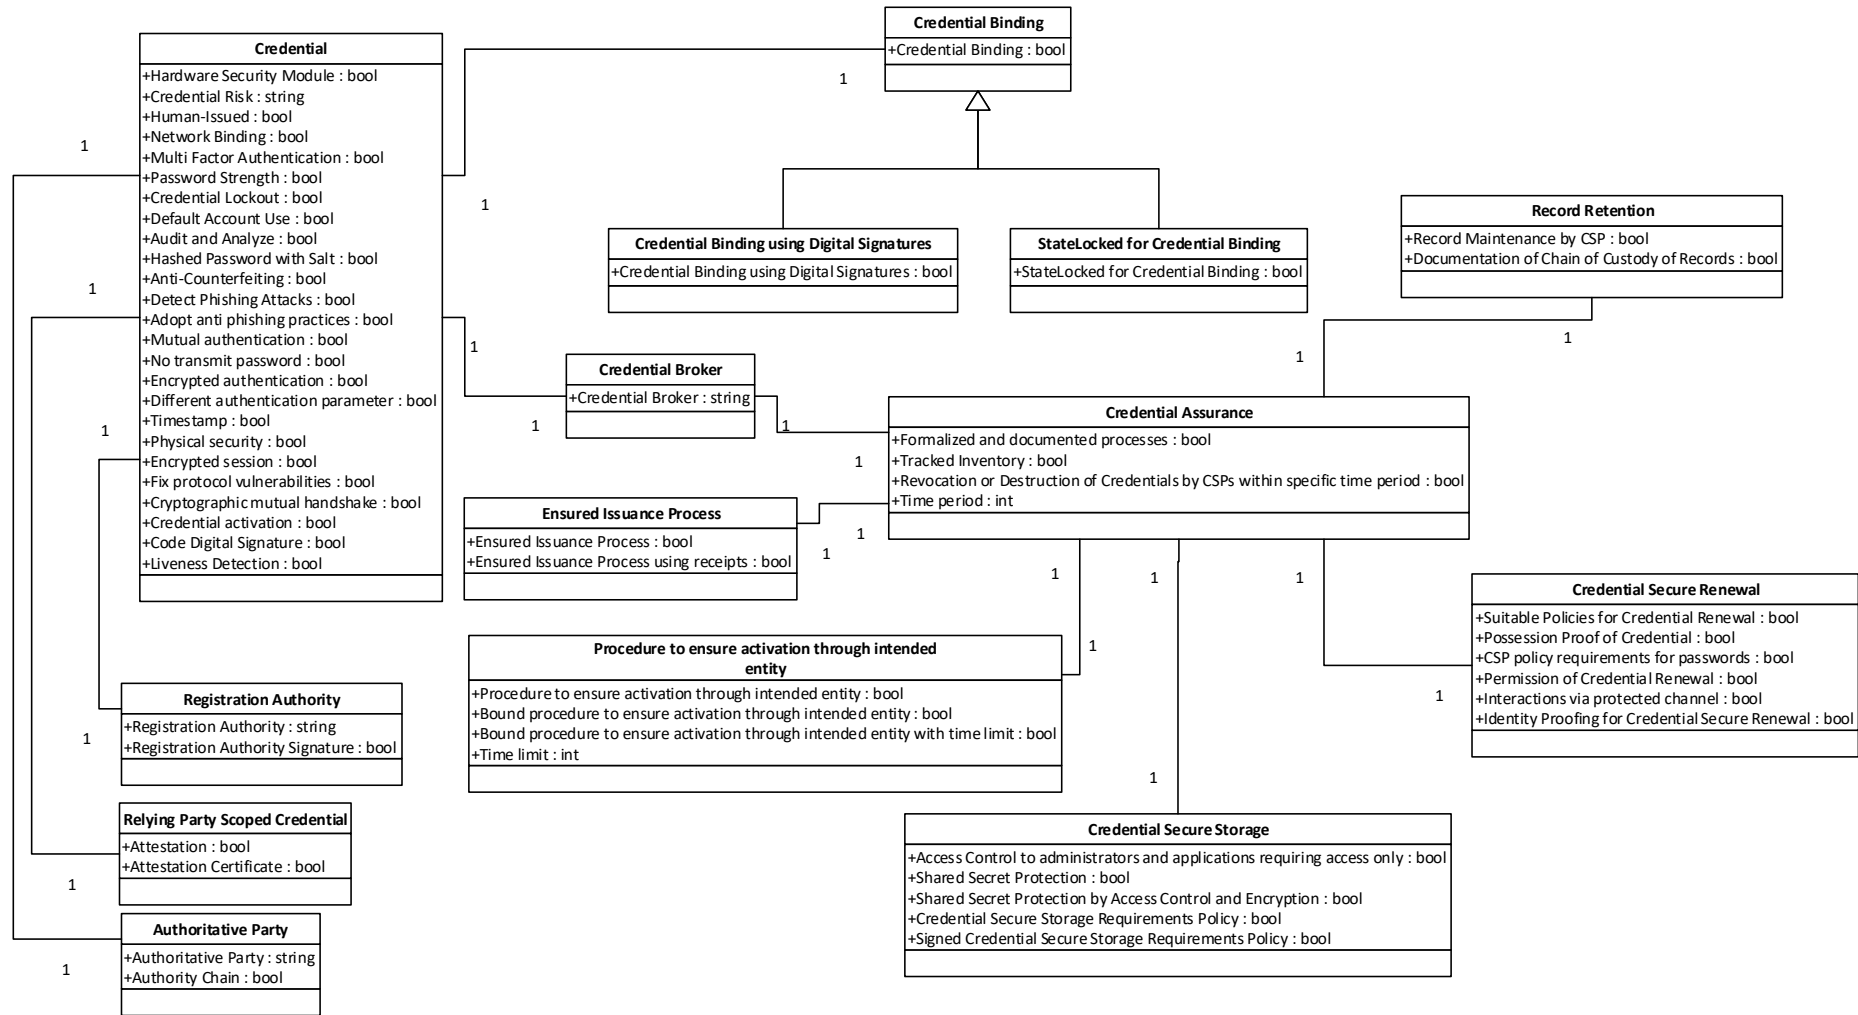 Credential Binding
+Credential Binding : bool
1
1
Credential
+Hardware Security Module : bool
+Credential Risk : string
+Human-Issued : bool
+Network Binding : bool
+Multi Factor Authentication : bool
+Password Strength : bool
+Credential Lockout : bool
+Default Account Use : bool
+Audit and Analyze : bool
+Hashed Password with Salt : bool
+Anti-Counterfeiting : bool
+Detect Phishing Attacks : bool
+Adopt anti phishing practices : bool
+Mutual authentication : bool
+No transmit password : bool
+Encrypted authentication : bool
+Different authentication parameter : bool
+Timestamp : bool
+Physical security : bool
+Encrypted session : bool
+Fix protocol vulnerabilities : bool
+Cryptographic mutual handshake : bool
+Credential activation : bool
+Code Digital Signature : bool
+Liveness Detection : bool
1
1
1
Credential Binding using Digital Signatures
+Credential Binding using Digital Signatures : bool
StateLocked for Credential Binding
+StateLocked for Credential Binding : bool
Record Retention
+Record Maintenance by CSP : bool
+Documentation of Chain of Custody of Records : bool
1
1
1
1
Credential Broker
+Credential Broker : string
1
1
Credential Assurance
+Formalized and documented processes : bool
+Tracked Inventory : bool
+Revocation or Destruction of Credentials by CSPs within specific time period : bool
+Time period : int
Ensured Issuance Process
+Ensured Issuance Process : bool
+Ensured Issuance Process using receipts : bool
1
1
1
1
1
Credential Secure Renewal
+Suitable Policies for Credential Renewal : bool
+Possession Proof of Credential : bool
+CSP policy requirements for passwords : bool
+Permission of Credential Renewal : bool
+Interactions via protected channel : bool
+Identity Proofing for Credential Secure Renewal : bool
1
Procedure to ensure activation through intended
entity
+Procedure to ensure activation through intended entity : bool
+Bound procedure to ensure activation through intended entity : bool
+Bound procedure to ensure activation through intended entity with time limit : bool
+Time limit : int
1
Registration Authority
+Registration Authority : string
+Registration Authority Signature : bool
1
1
Credential Secure Storage
+Access Control to administrators and applications requiring access only : bool
+Shared Secret Protection : bool
+Shared Secret Protection by Access Control and Encryption : bool
+Credential Secure Storage Requirements Policy : bool
+Signed Credential Secure Storage Requirements Policy : bool
Relying Party Scoped Credential
+Attestation : bool
+Attestation Certificate : bool
1
Authoritative Party
+Authoritative Party : string
+Authority Chain : bool
1